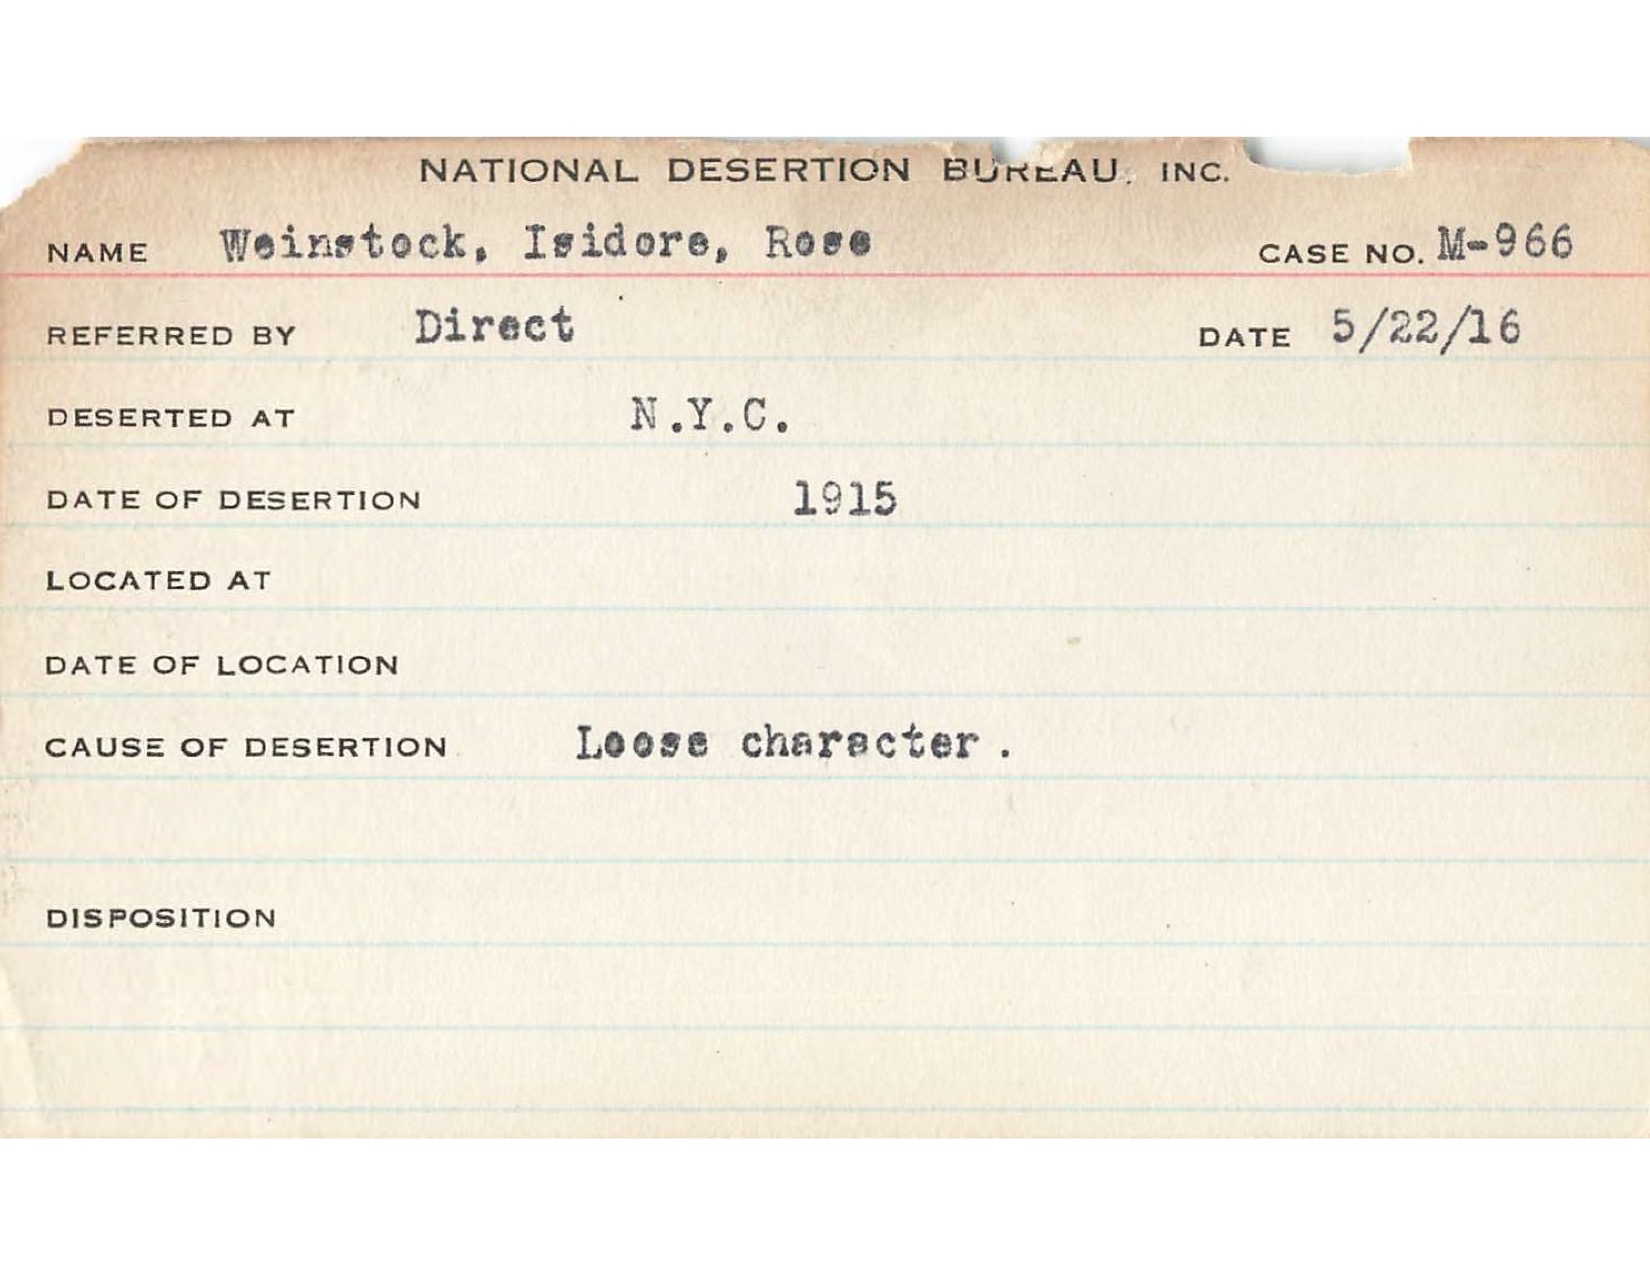 NATIONAL DESERTION BUREAU, INC.
NAME Weinstock, Isidore, Rose CASE NO. M-966
REFERRED BY Direct DATE 5/22/16
DESERTED AT N.Y.C.
DATE OF DESERTION 1915
LOCATED AT
DATE OF LOCATION
CAUSE OF DESERTION Loose character.
DISPOSITION